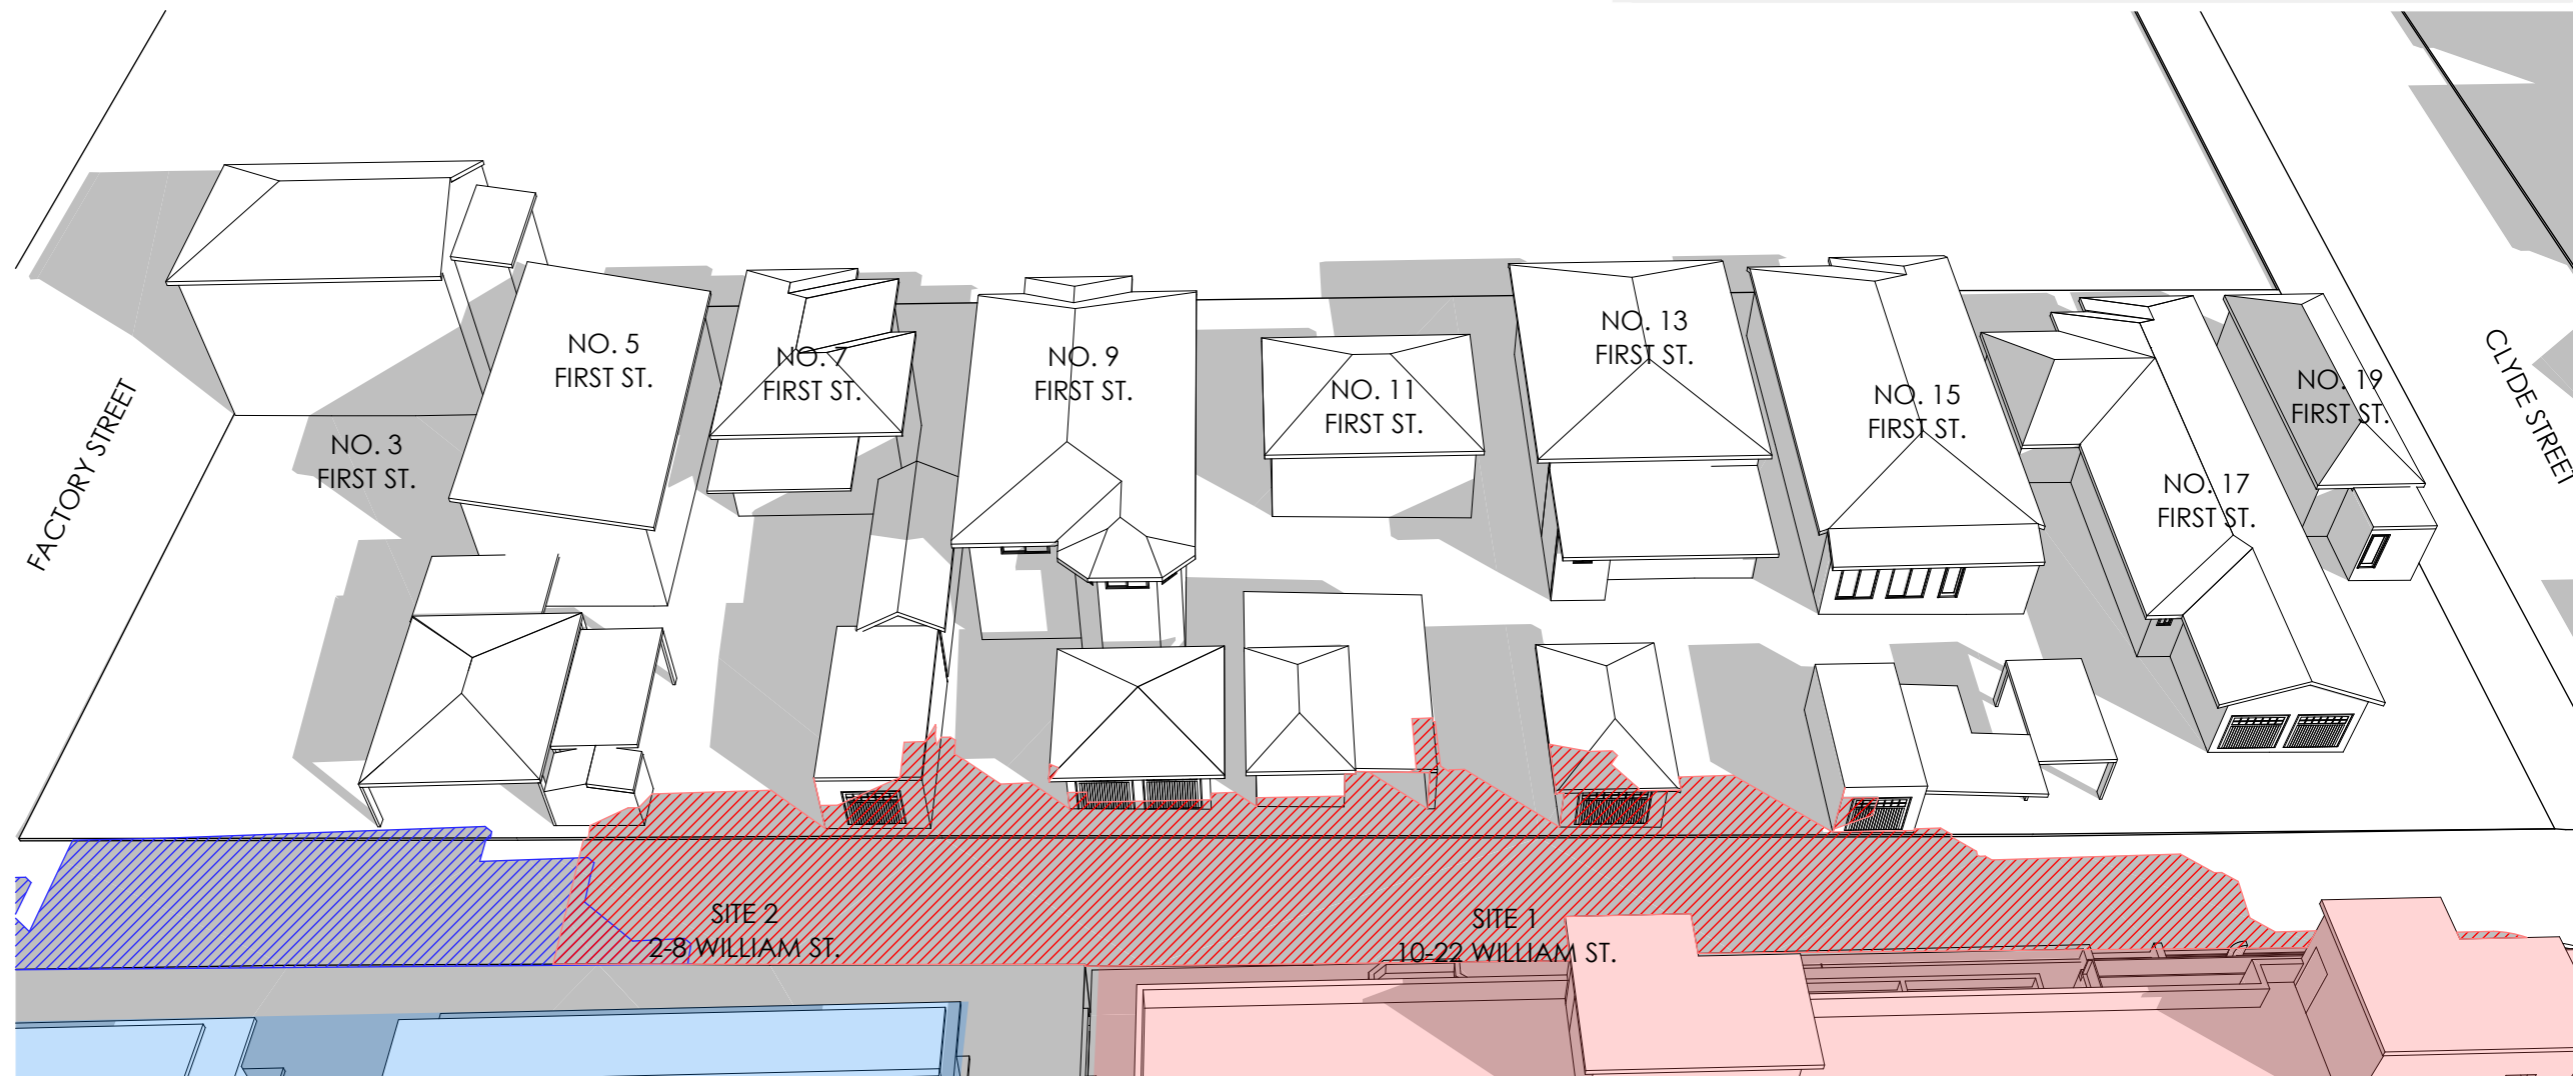 FACTORY STREET
NO. 3
FIRST ST.
NO. 5
FIRST ST.
NO. 7
FIRST ST.
NO. 9
FIRST ST.
NO. 11
FIRST ST.
NO. 13
FIRST ST.
NO. 15
FIRST ST.
NO. 17
FIRST ST.
NO. 19
FIRST ST.
CLYDE STREET
SITE 2
2-8 WILLIAM ST.
SITE 1
10-22 WILLIAM ST.